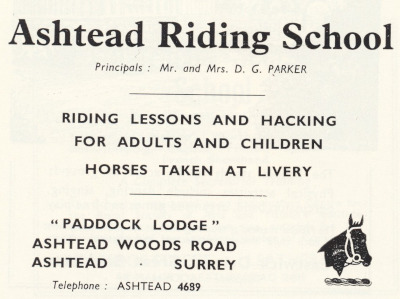 Ashtead Riding School
Principals : Mr. and Mrs. D. G. PARKER
RIDING LESSONS AND HACKING
FOR ADULTS AND CHILDREN
HORSES TAKEN AT LIVERY
"PADDOCK LODGE"
ASHTEAD WOODS ROAD
ASHTEAD SURREY
Telephone : ASHTEAD 4689